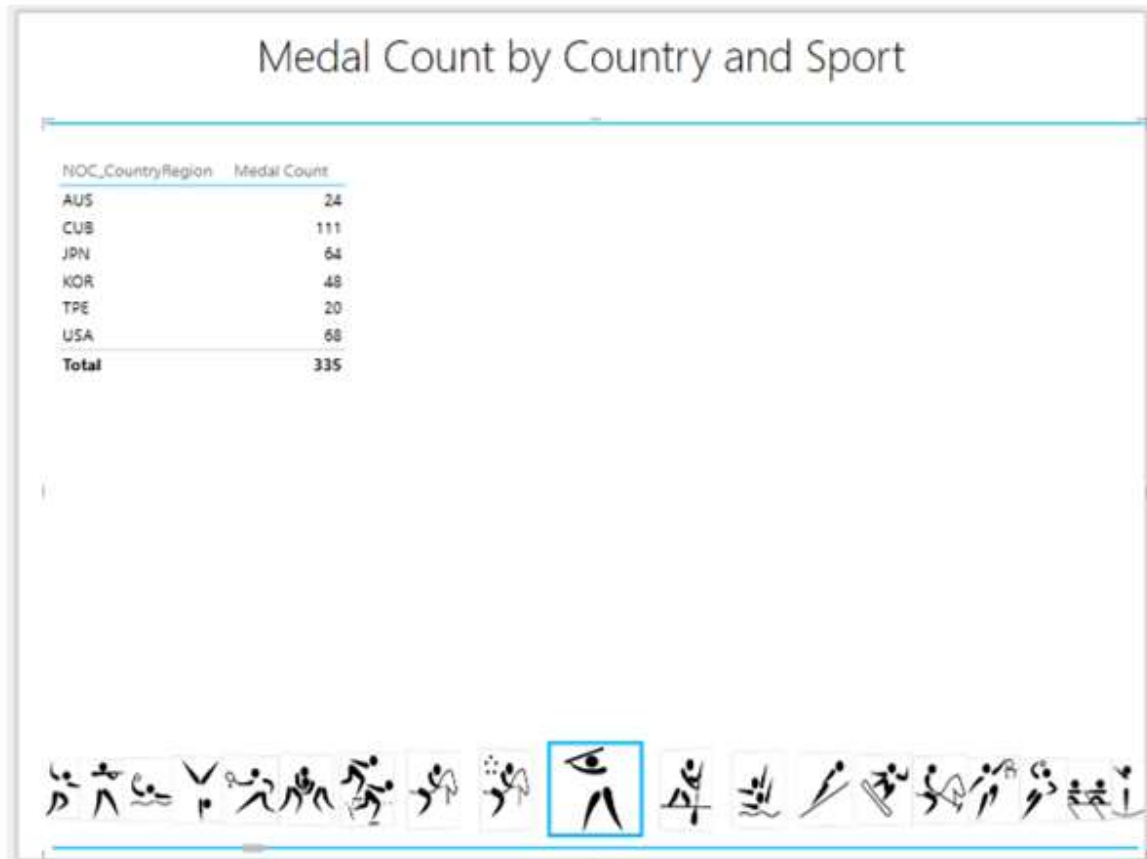 Medal Count by Country and Sport
NOC_CountryRegion Medal Count
AUS 24
CUB 111
JPN 64
KOR 48
TPE 20
USA 68
Total 335